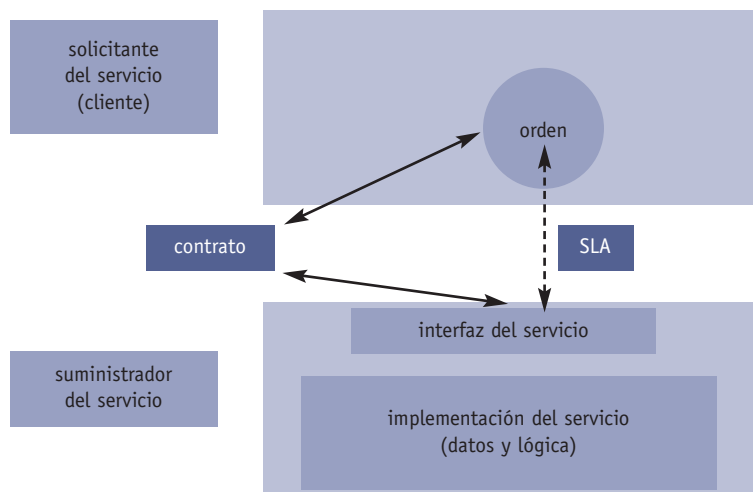 solicitante
del servicio
(cliente)
orden
contrato
SLA
interfaz del servicio
suministrador
del servicio
implementación del servicio
(datos y lógica)